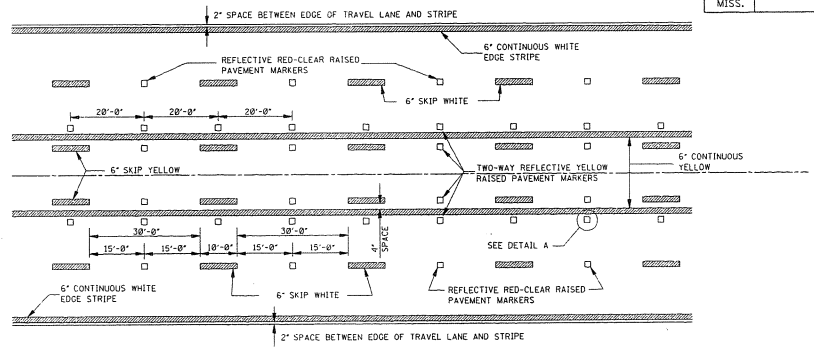 MISS.
2" SPACE BETWEEN EDGE OF TRAVEL LANE AND STRIPE
6" CONTINUOUS WHITE
EDGE STRIPE
REFLECTIVE RED-CLEAR RAISED
PAVEMENT MARKERS
6" SKIP WHITE
20'-0" 20'-0" 20'-0"
6" SKIP YELLOW
TWO-WAY REFLECTIVE YELLOW
RAISED PAVEMENT MARKERS
6" CONTINUOUS
YELLOW
30'-0" 30'-0"
15'-0" 15'-0" 10'-0" 15'-0" 15'-0"
4"
SPACE
SEE DETAIL A
6" CONTINUOUS WHITE
EDGE STRIPE
6" SKIP WHITE
REFLECTIVE RED-CLEAR RAISED
PAVEMENT MARKERS
2" SPACE BETWEEN EDGE OF TRAVEL LANE AND STRIPE